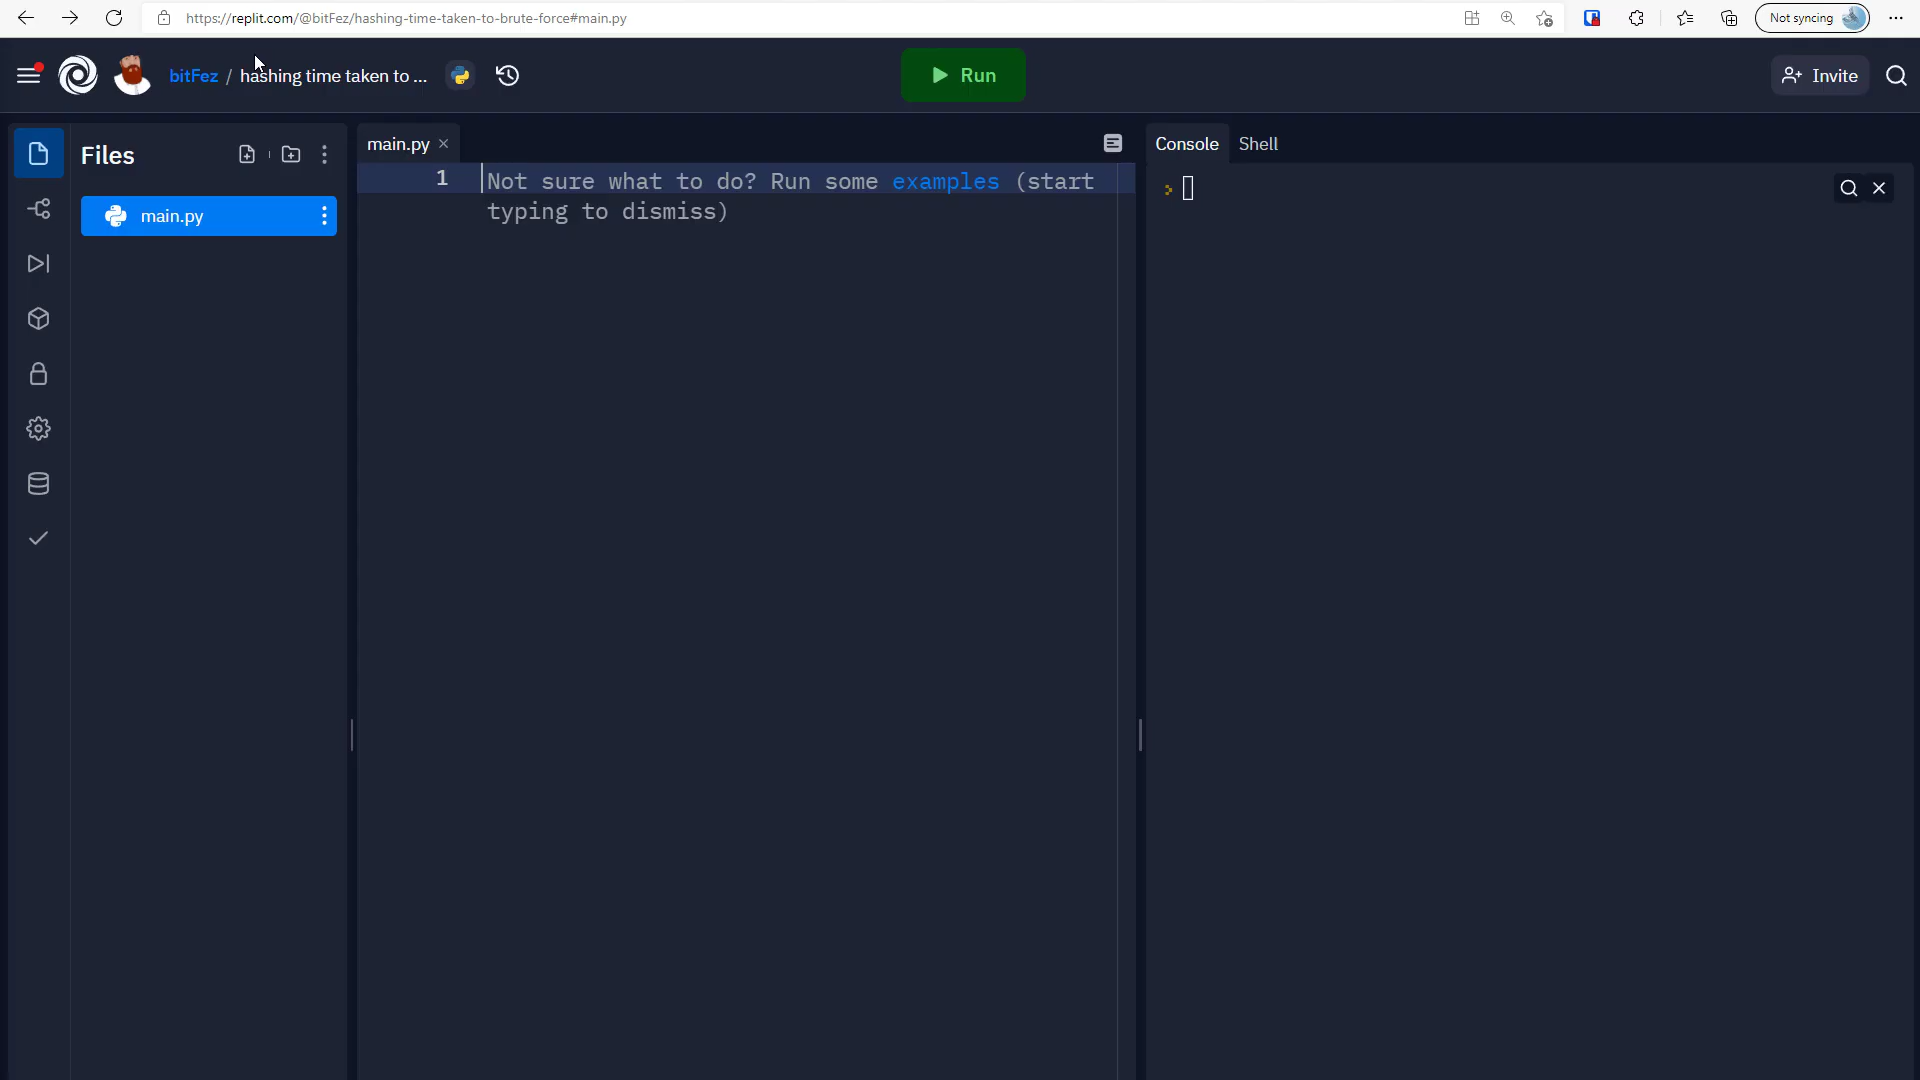 https://replit.com/@bitFez/hashing-time-taken-to-brute-force#main.py
Not syncing
bitFez / hashing time taken to ...
Run
Invite
Files
main.py
main.py
1
Not sure what to do? Run some examples (start
typing to dismiss)
Console
Shell